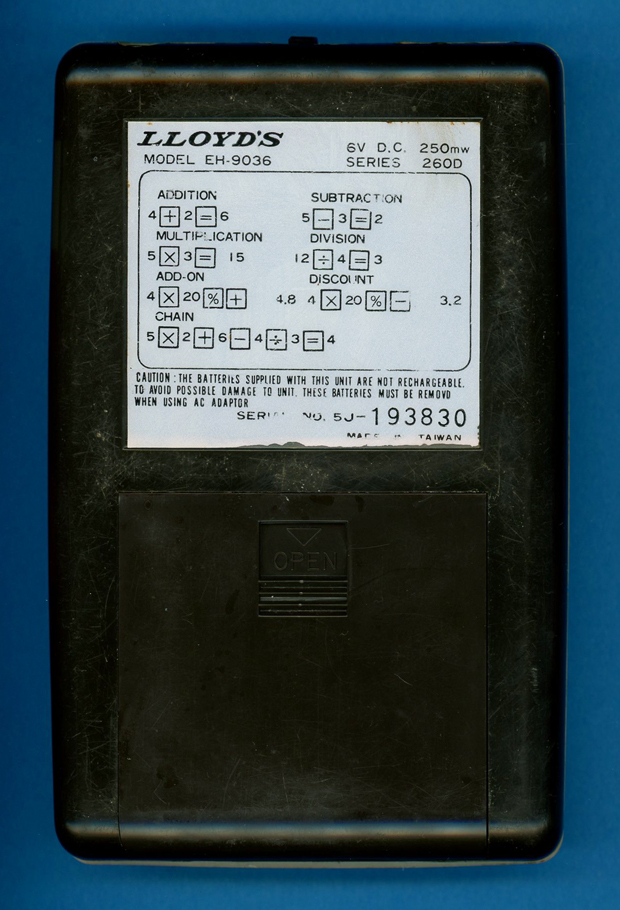 LLOYD'S
MODEL EH-9036
6V D.C. 250mw
SERIES 260D
ADDITION
4 + 2 = 6
SUBTRACTION
5 − 3 = 2
MULTIPLICATION
5 × 3 = 15
DIVISION
12 ÷ 4 = 3
ADD-ON
4 × 20 % + 4.8
DISCOUNT
4 × 20 % − 3.2
CHAIN
5 × 2 + 6 − 4 ÷ 3 = 4
CAUTION : THE BATTERIES SUPPLIED WITH THIS UNIT ARE NOT RECHARGEABLE.
TO AVOID POSSIBLE DAMAGE TO UNIT, THESE BATTERIES MUST BE REMOVD
WHEN USING AC ADAPTOR
SERIAL NO. 5J-193830
MADE IN TAIWAN
OPEN